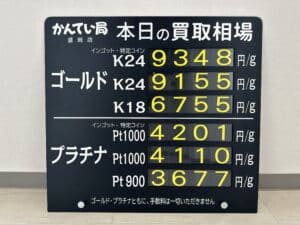 かんてい局 本日の買取相場
盛岡店
インゴット・特定コイン
K24 9348 円/g
ゴールド K24 9155 円/g
K18 6755 円/g
インゴット・特定コイン
Pt1000 4201 円/g
プラチナ Pt1000 4110 円/g
Pt900 3677 円/g
ゴールド・プラチナともに、手数料は一切いただきません